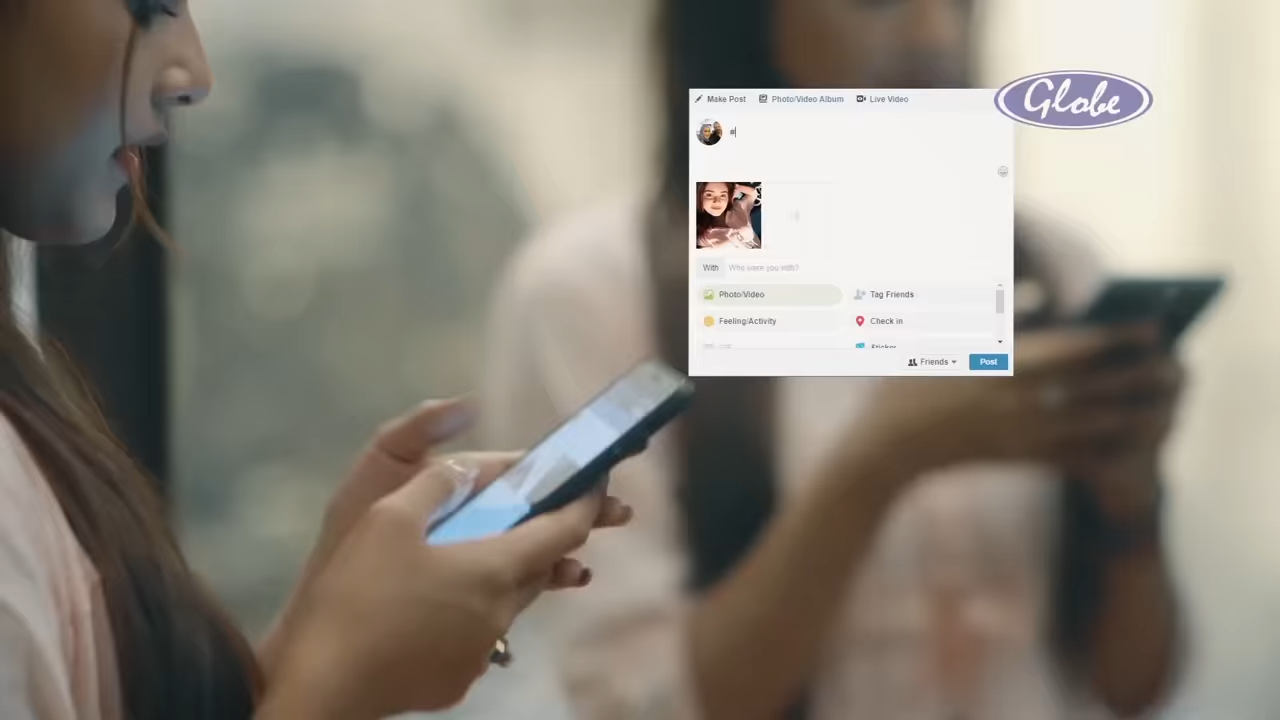 Globe
Make Post Photo/Video Album Live Video
#
With Who were you with?
Photo/Video Tag Friends
Feeling/Activity Check in
Sticker
Friends Post